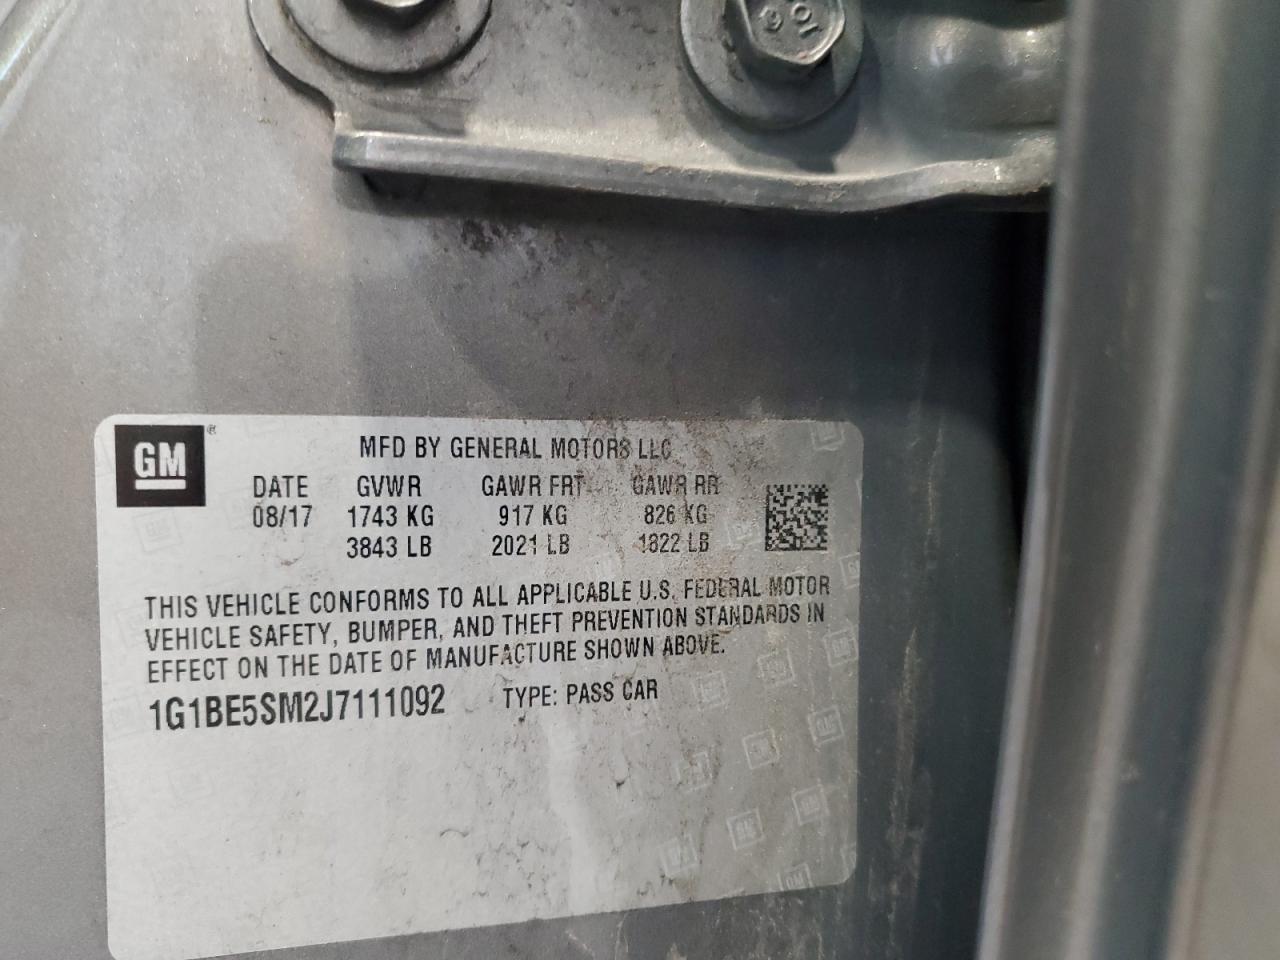 GM®
MFD BY GENERAL MOTORS LLC
DATE GVWR GAWR FRT GAWR RR
08/17 1743 KG 917 KG 826 KG
3843 LB 2021 LB 1822 LB
THIS VEHICLE CONFORMS TO ALL APPLICABLE U.S. FEDERAL MOTOR
VEHICLE SAFETY, BUMPER, AND THEFT PREVENTION STANDARDS IN
EFFECT ON THE DATE OF MANUFACTURE SHOWN ABOVE.
1G1BE5SM2J7111092 TYPE: PASS CAR